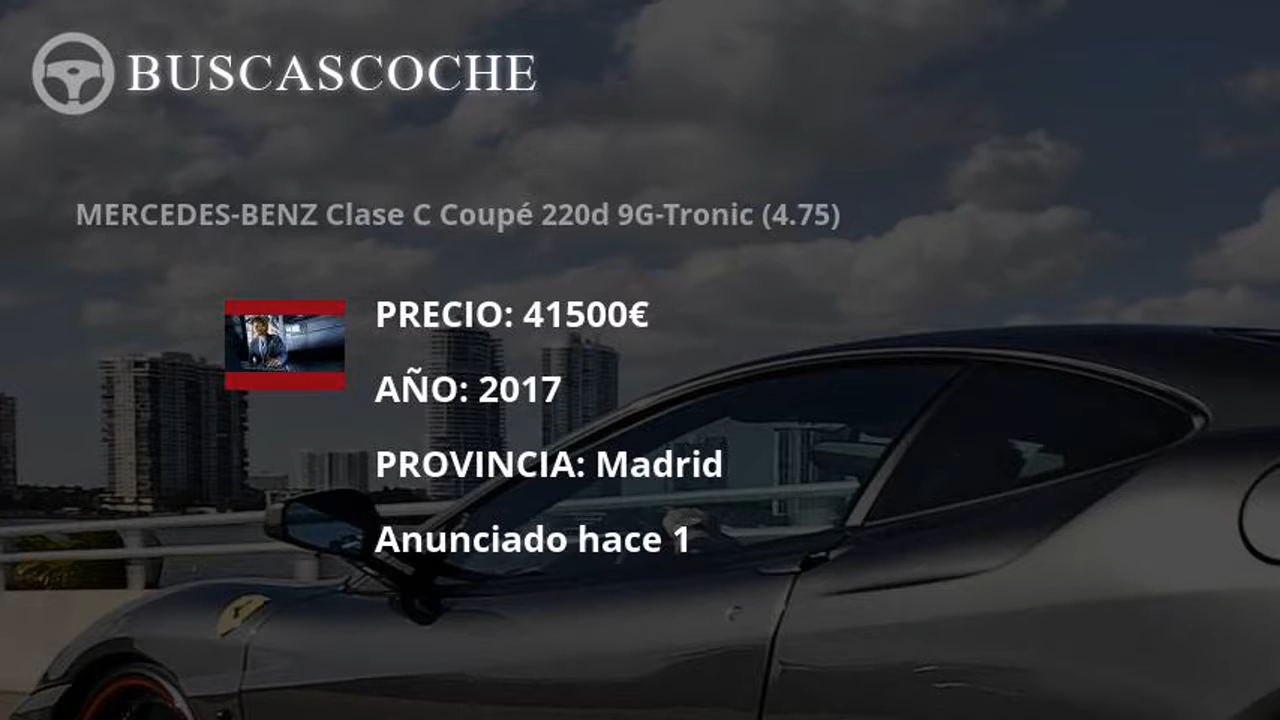 BUSCASCOCHE
MERCEDES-BENZ Clase C Coupé 220d 9G-Tronic (4.75)
PRECIO: 41500€
AÑO: 2017
PROVINCIA: Madrid
Anunciado hace 1